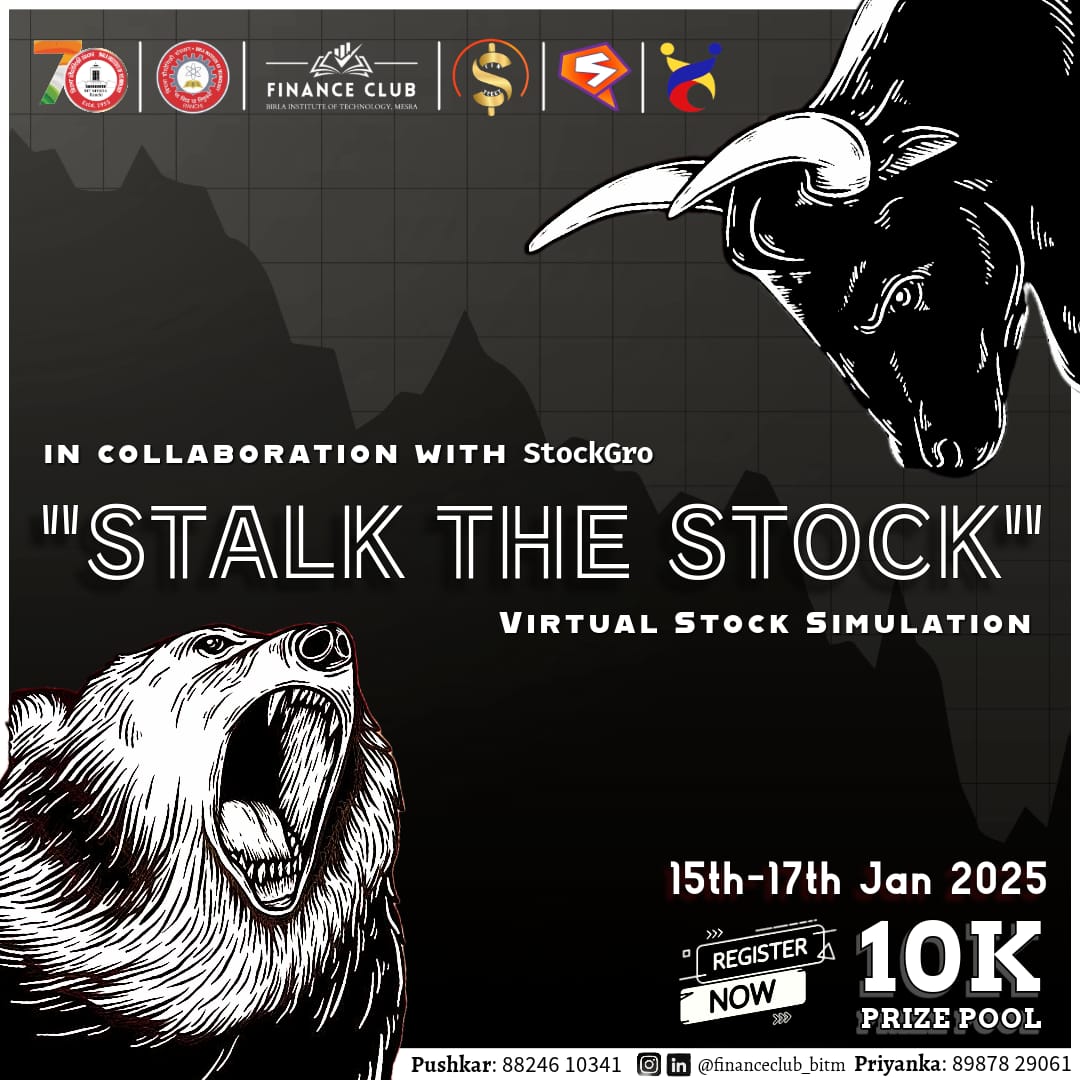 FINANCE CLUB
BIRLA INSTITUTE OF TECHNOLOGY, MESRA
IN COLLABORATION WITH StockGro
"STALK THE STOCK"
VIRTUAL STOCK SIMULATION
15th-17th Jan 2025
REGISTER
NOW
10K
PRIZE POOL
Pushkar: 88246 10341 @financeclub_bitm Priyanka: 89878 29061